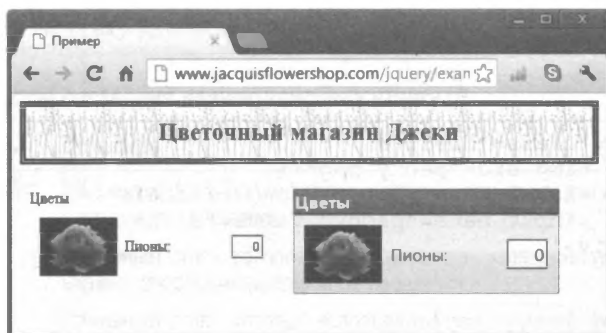 Пример
www.jacquisflowershop.com/jquery/exan
Цветочный магазин Джеки
Цветы
Пионы: 0
Цветы
Пионы: 0